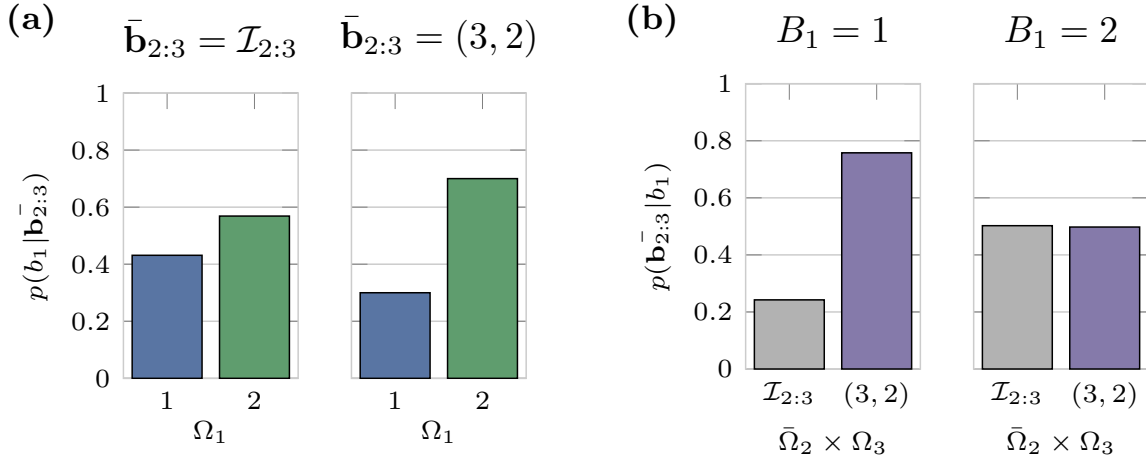 (a)
b̄₂:₃ = ℐ₂:₃
b̄₂:₃ = (3, 2)
p(b₁|b̄₂:₃)
1
0.8
0.6
0.4
0.2
0
1 2
Ω₁
1 2
Ω₁
(b)
B₁ = 1
B₁ = 2
p(b̄₂:₃|b₁)
1
0.8
0.6
0.4
0.2
0
ℐ₂:₃ (3, 2)
Ω̄₂ × Ω₃
ℐ₂:₃ (3, 2)
Ω̄₂ × Ω₃